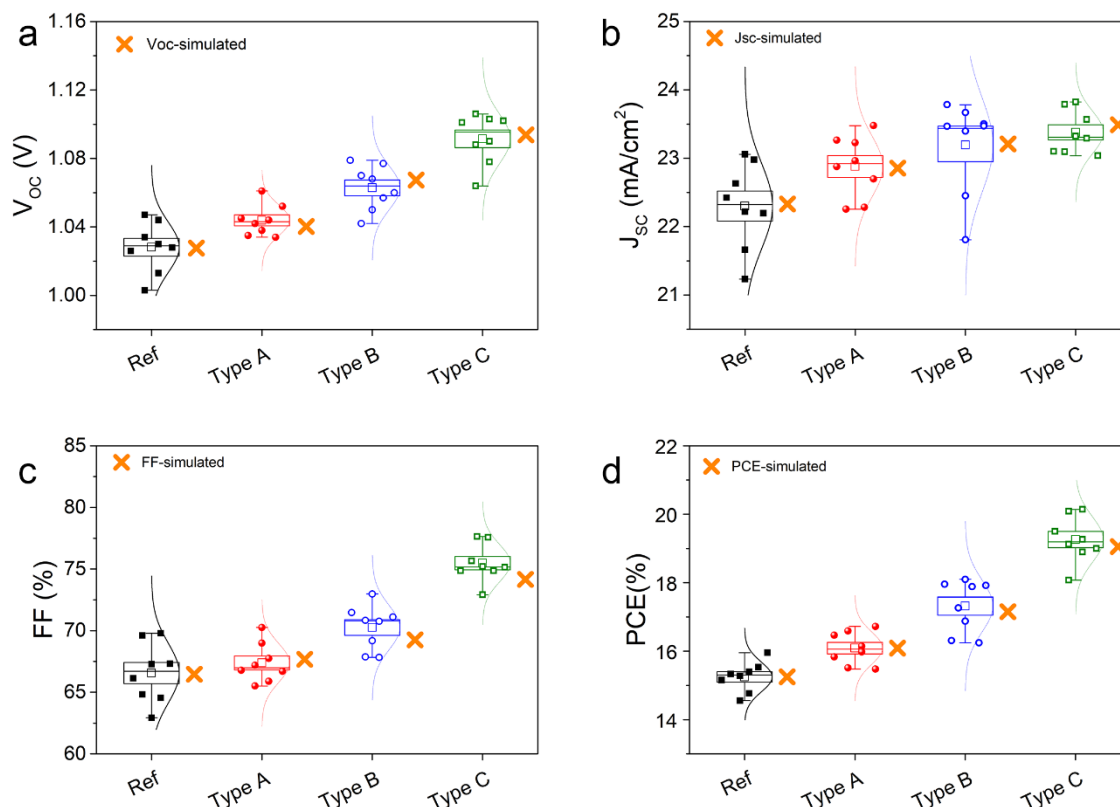 a
Voc-simulated
V_OC (V)
1.16
1.12
1.08
1.04
1.00
Ref
Type A
Type B
Type C
b
Jsc-simulated
J_SC (mA/cm²)
25
24
23
22
21
Ref
Type A
Type B
Type C
c
FF-simulated
FF (%)
85
80
75
70
65
60
Ref
Type A
Type B
Type C
d
PCE-simulated
PCE(%)
22
20
18
16
14
Ref
Type A
Type B
Type C